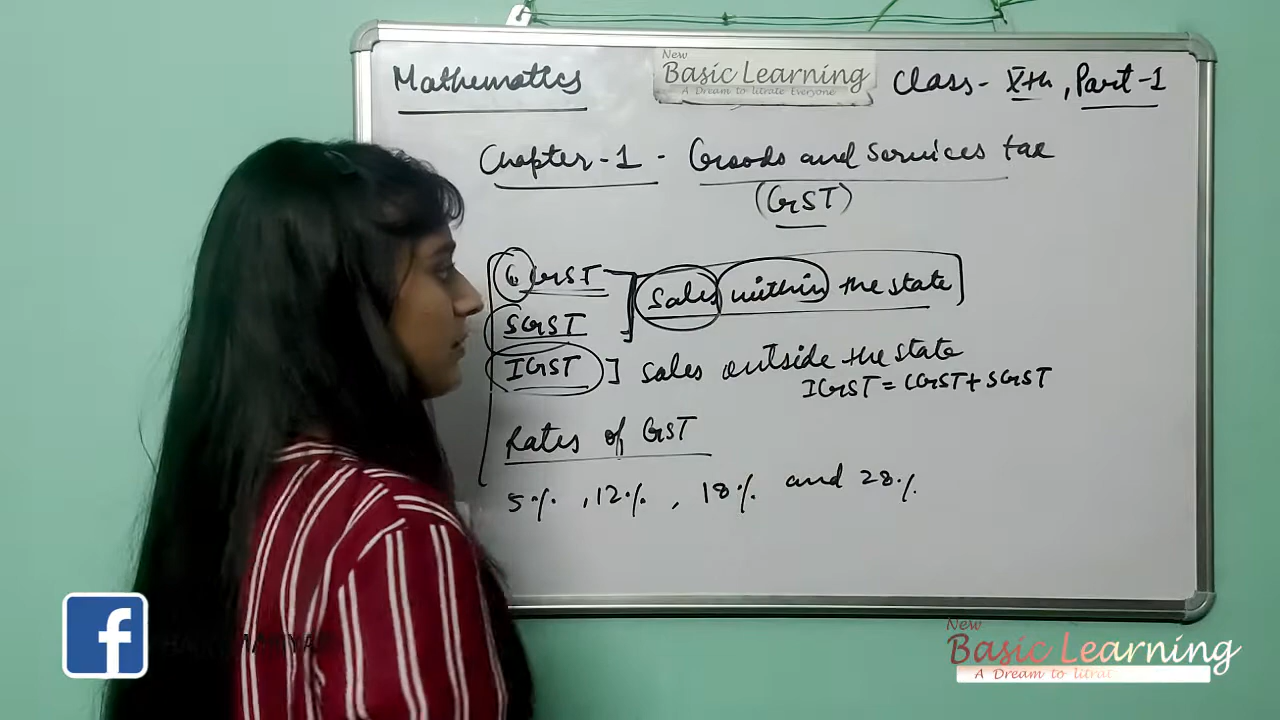 Mathematics
New
Basic Learning
A Dream to litrate Everyone
Class - Xth, Part-1
Chapter-1 - Goods and Services tax
(GST)
CGST
SGST
] Sales within the state
IGST ] sales outside the state
IGST = CGST + SGST
Rates of GST
5%, 12%, 18% and 28%
f
New
Basic Learning
A Dream to litrat